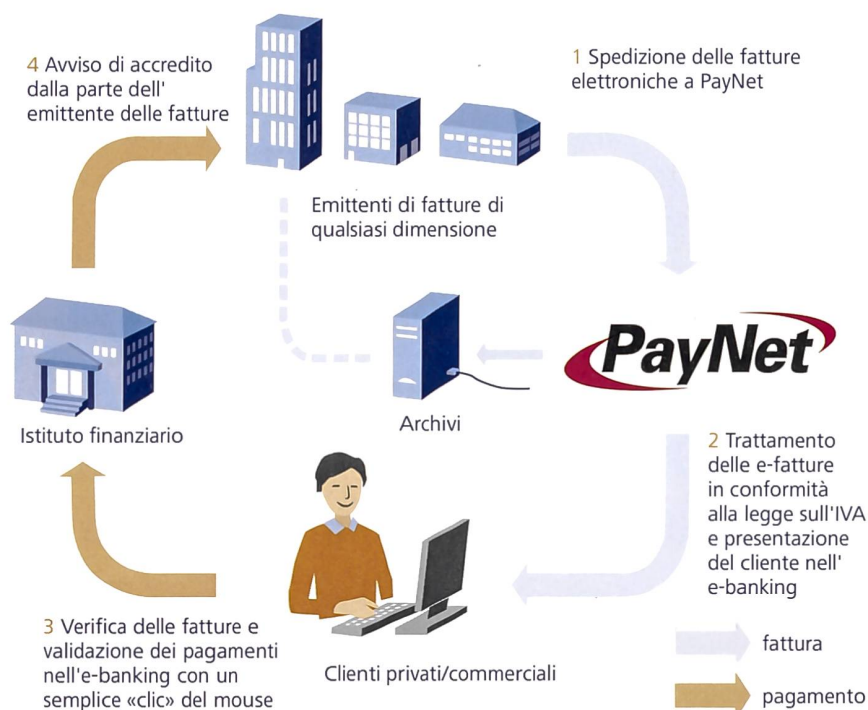 4 Avviso di accredito
dalla parte dell'
emittente delle fatture
1 Spedizione delle fatture
elettroniche a PayNet
Emittenti di fatture di
qualsiasi dimensione
PayNet
Archivi
Istituto finanziario
2 Trattamento
delle e-fatture
in conformità
alla legge sull'IVA
e presentazione
del cliente nell'
e-banking
3 Verifica delle fatture e
validazione dei pagamenti
nell'e-banking con un
semplice «clic» del mouse
Clienti privati/commerciali
fattura
pagamento